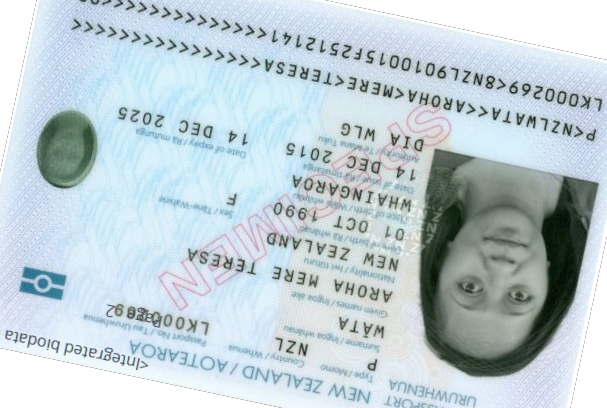 <Integrated biodata
Page 2
PASSPORT
URUWHENUA
NEW ZEALAND / AOTEAROA
Type / Momo
P
Country / Whenua
NZL
Passport No. / Tau Uruwhenua
LK000269
Surname / Ingoa whānau
WĀTA
Given names / Ingoa ake
AROHA MERE TERESA
Nationality / Iwi tūturu
NEW ZEALAND
Date of birth / Rā whānau
01 OCT 1990
Place of birth / Wāhi whānau
WHAINGAROA
Sex / Tāne-Wahine
F
Date of issue / Rā timatanga
14 DEC 2015
Date of expiry / Rā mutunga
14 DEC 2025
Authority / Te Mana Tuku
DIA WLG
SPECIMEN
P<NZLWATA<<AROHA<MERE<TERESA<<<<<<<<<<<<<<<<
LK000269<8NZL9010015F2512141<<<<<<<<<<<<<<